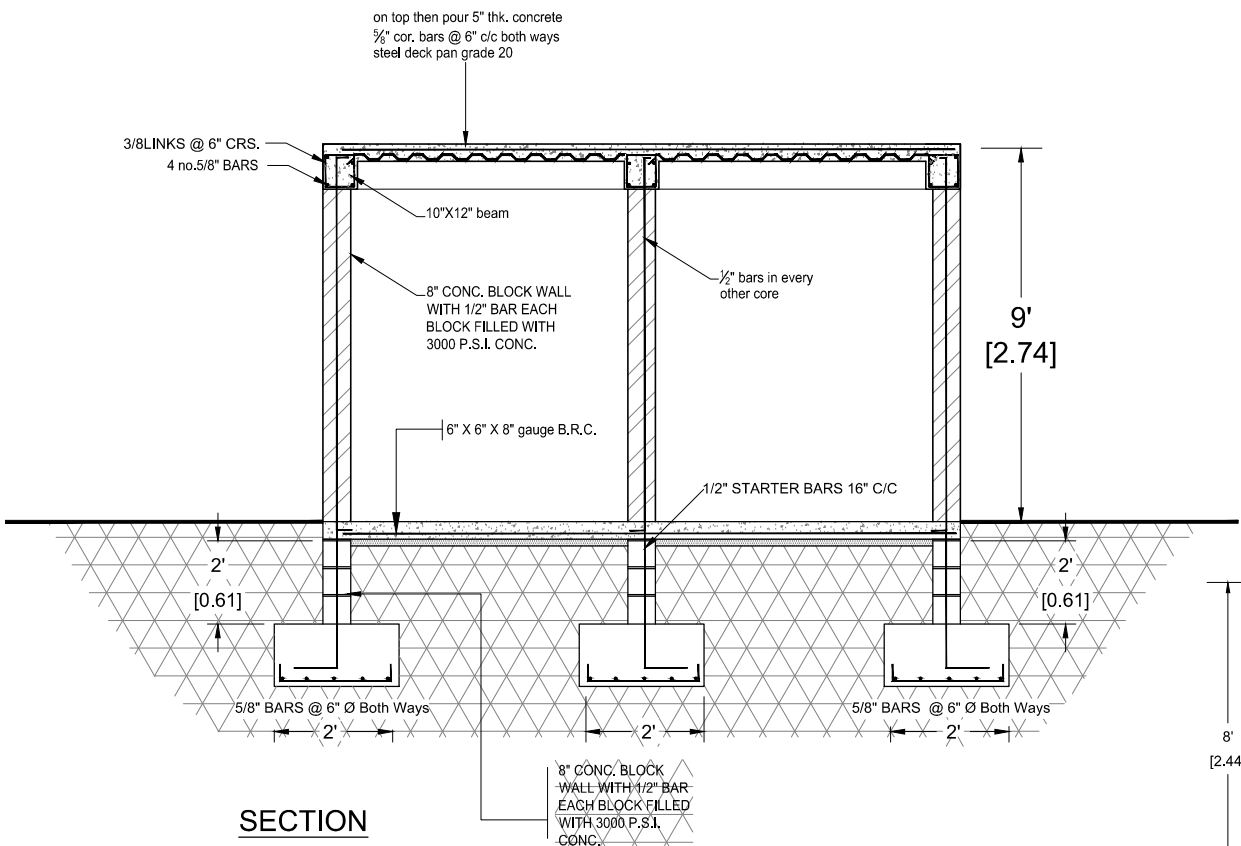 on top then pour 5" thk. concrete
⅝" cor. bars @ 6" c/c both ways
steel deck pan grade 20
3/8LINKS @ 6" CRS.
4 no.5/8" BARS
10"X12" beam
½" bars in every
other core
8" CONC. BLOCK WALL
WITH 1/2" BAR EACH
BLOCK FILLED WITH
3000 P.S.I. CONC.
9'
[2.74]
6" X 6" X 8" gauge B.R.C.
1/2" STARTER BARS 16" C/C
2'
[0.61]
2'
[0.61]
5/8" BARS @ 6" Ø Both Ways
5/8" BARS @ 6" Ø Both Ways
2'
2'
2'
8'
[2.44
8" CONC. BLOCK
WALL WITH 1/2" BAR
EACH BLOCK FILLED
WITH 3000 P.S.I.
CONC.
SECTION